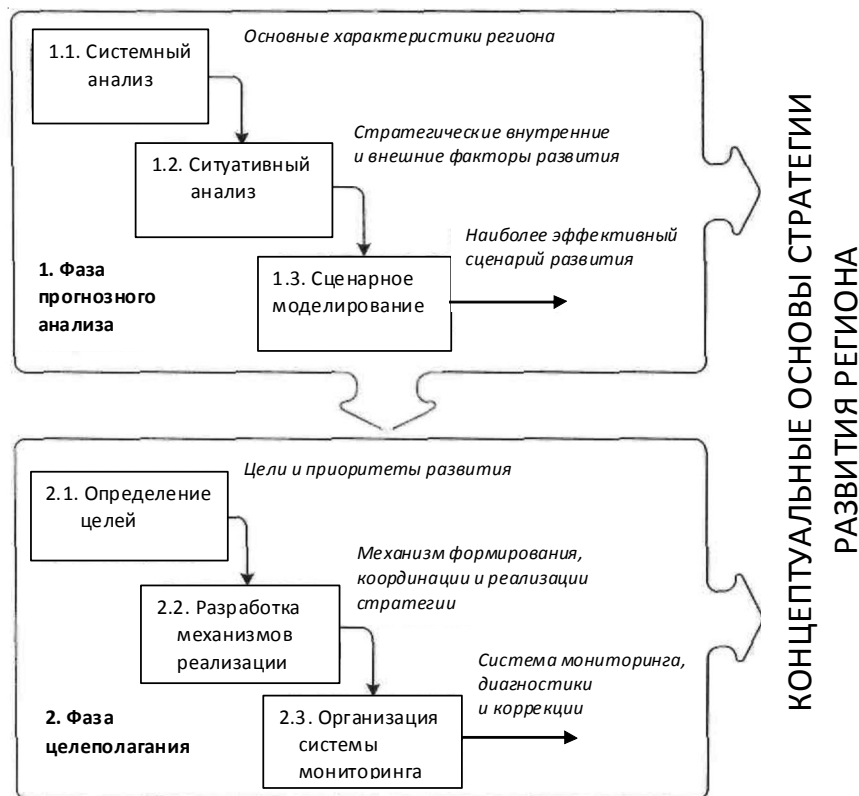 Основные характеристики региона
1.1. Системный
анализ
Стратегические внутренние
и внешние факторы развития
1.2. Ситуативный
анализ
Наиболее эффективный
сценарий развития
1.3. Сценарное
моделирование
1. Фаза
прогнозного
анализа
Цели и приоритеты развития
2.1. Определение
целей
Механизм формирования,
координации и реализации
стратегии
2.2. Разработка
механизмов
реализации
Система мониторинга,
диагностики
и коррекции
2.3. Организация
системы
мониторинга
2. Фаза
целеполагания
КОНЦЕПТУАЛЬНЫЕ ОСНОВЫ СТРАТЕГИИ
РАЗВИТИЯ РЕГИОНА